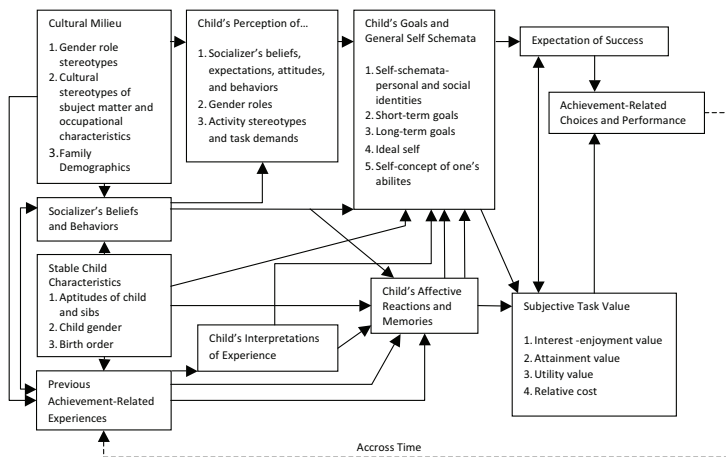 Cultural Milieu
1. Gender role
stereotypes
2. Cultural
stereotypes of
sbuject matter and
occupational
characteristics
3. Family
Demographics
Child's Perception of...
1. Socializer's beliefs,
expectations, attitudes,
and behaviors
2. Gender roles
3. Activity stereotypes
and task demands
Child's Goals and
General Self Schemata
1. Self-schemata-
personal and social
identities
2. Short-term goals
3. Long-term goals
4. Ideal self
5. Self-concept of one's
abilites
Expectation of Success
Achievement-Related
Choices and Performance
Socializer's Beliefs
and Behaviors
Stable Child
Characteristics
1. Aptitudes of child
and sibs
2. Child gender
3. Birth order
Child's Affective
Reactions and
Memories
Subjective Task Value
1. Interest -enjoyment value
2. Attainment value
3. Utility value
4. Relative cost
Child's Interpretations
of Experience
Previous
Achievement-Related
Experiences
Accross Time